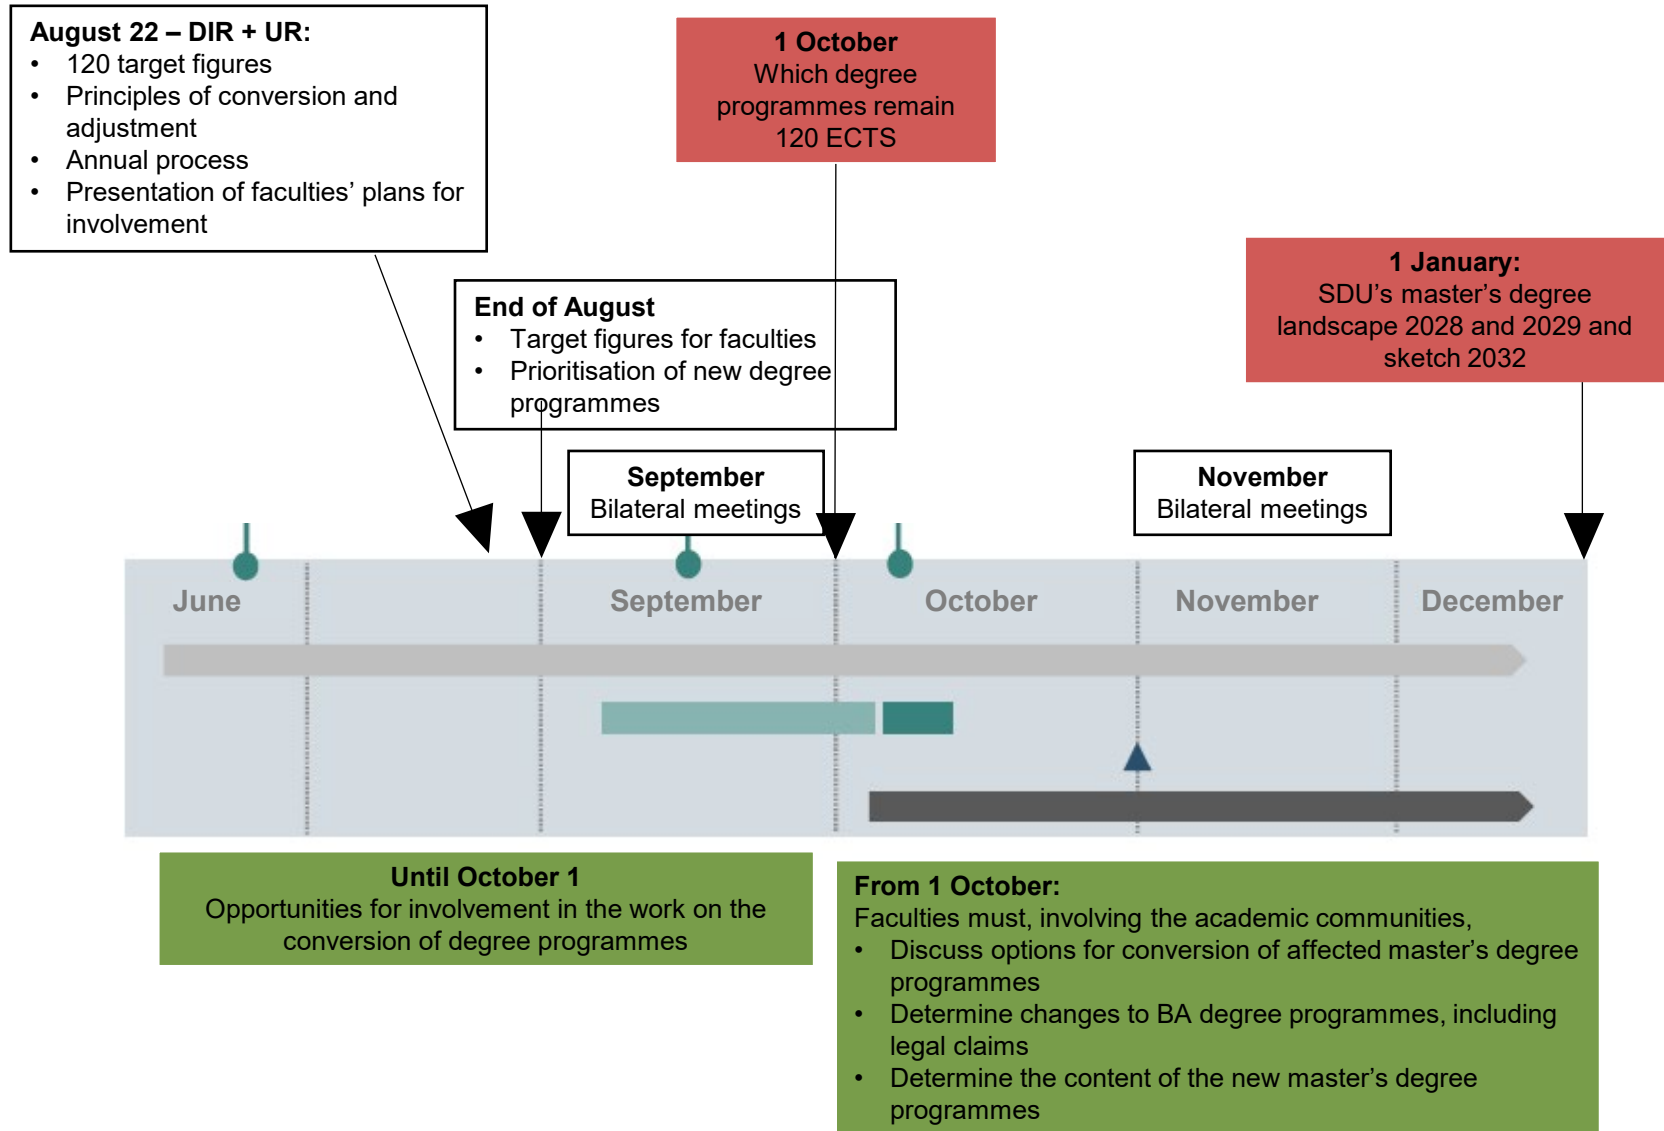 August 22 – DIR + UR:
• 120 target figures
• Principles of conversion and
adjustment
• Annual process
• Presentation of faculties’ plans for
involvement
1 October
Which degree
programmes remain
120 ECTS
1 January:
SDU’s master’s degree
landscape 2028 and 2029 and
sketch 2032
End of August
• Target figures for faculties
• Prioritisation of new degree
programmes
September
Bilateral meetings
November
Bilateral meetings
June
September
October
November
December
Until October 1
Opportunities for involvement in the work on the
conversion of degree programmes
From 1 October:
Faculties must, involving the academic communities,
• Discuss options for conversion of affected master’s degree
programmes
• Determine changes to BA degree programmes, including
legal claims
• Determine the content of the new master’s degree
programmes